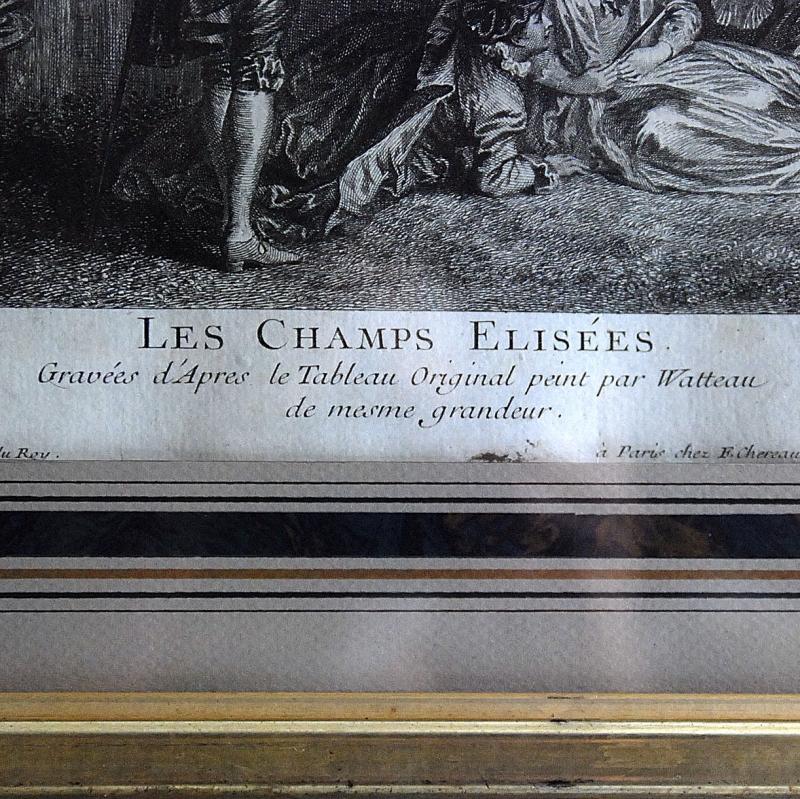 LES CHAMPS ELISÉES.
Gravées d'Apres le Tableau Original peint par Watteau
de mesme grandeur.
du Roy. à Paris chez F. Chereau